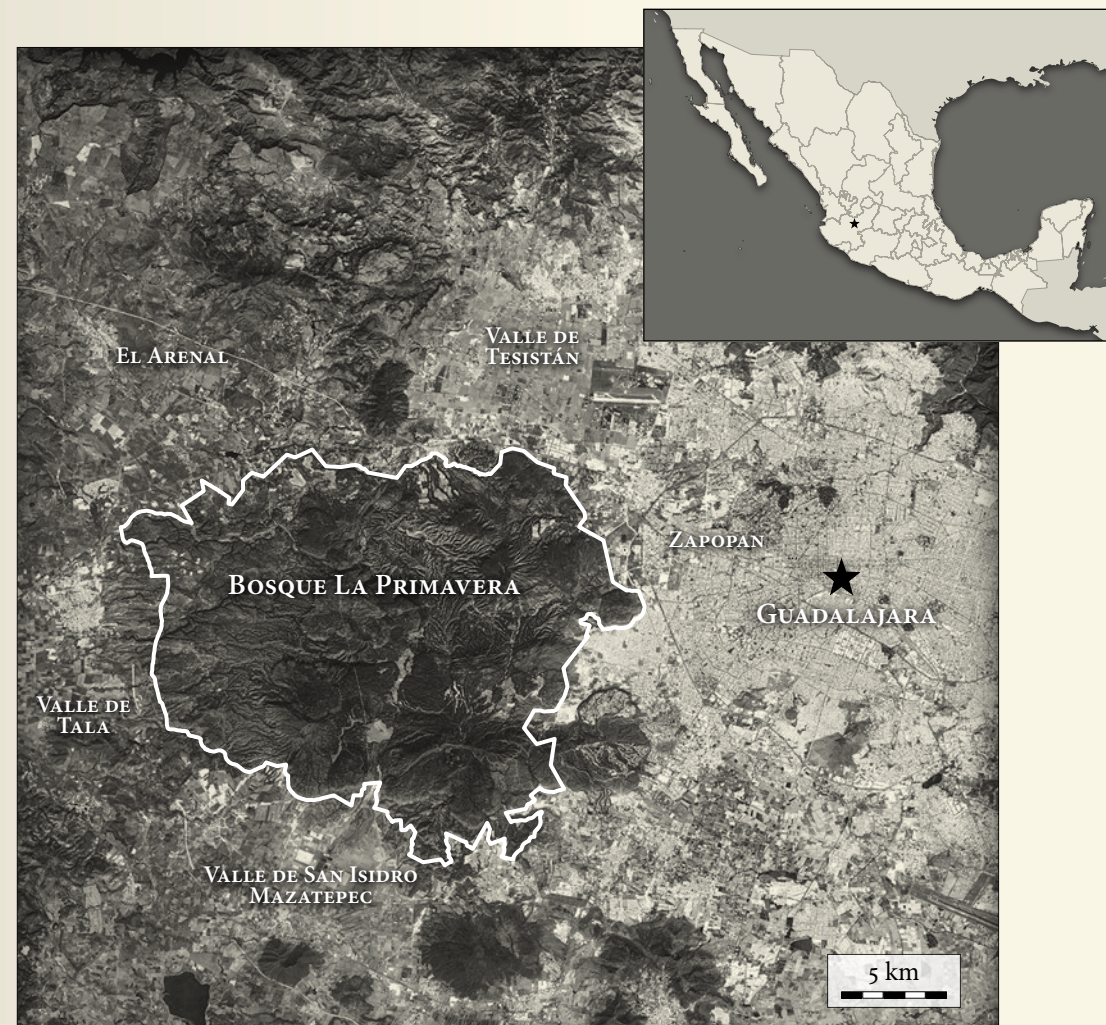 El Arenal
Valle de
Tesistán
Zapopan
Bosque La Primavera
Guadalajara
Valle de
Tala
Valle de San Isidro
Mazatepec
5 km